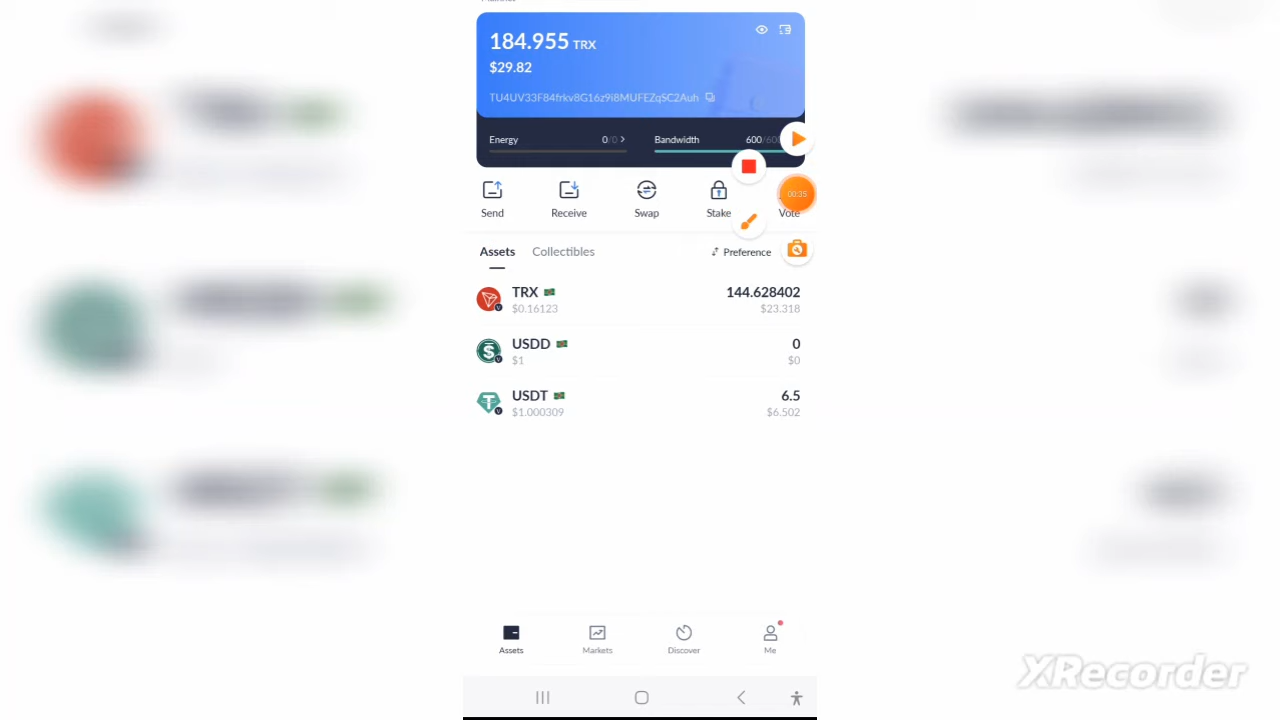 184.955 TRX
$29.82
TU4UV33F84frkv8G16z9i8MUFEZqSC2Auh
Energy 0/0 > Bandwidth 600/600
00:35
Send Receive Swap Stake Vote
Assets Collectibles Preference
TRX 144.628402
$0.16123 $23.318
USDD 0
$1 $0
USDT 6.5
$1.000309 $6.502
Assets Markets Discover Me
XRecorder